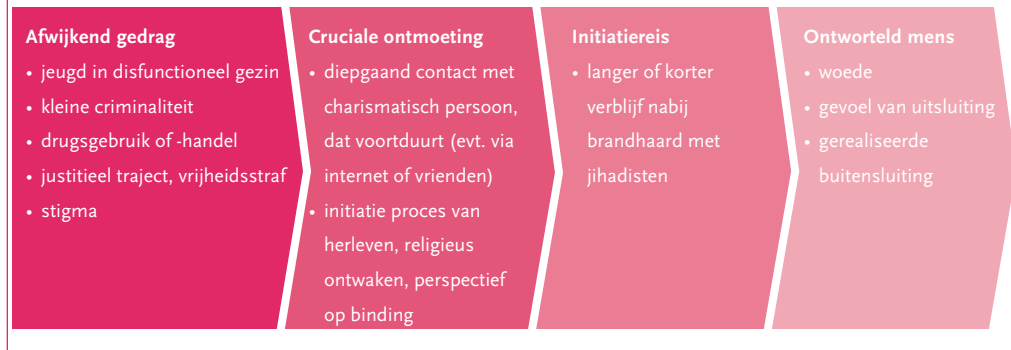 Afwijkend gedrag
• jeugd in disfunctioneel gezin
• kleine criminaliteit
• drugsgebruik of -handel
• justitieel traject, vrijheidsstraf
• stigma
Cruciale ontmoeting
• diepgaand contact met
charismatisch persoon,
dat voortduurt (evt. via
internet of vrienden)
• initiatie proces van
herleven, religieus
ontwaken, perspectief
op binding
Initiatiereis
• langer of korter
verblijf nabij
brandhaard met
jihadisten
Ontworteld mens
• woede
• gevoel van uitsluiting
• gerealiseerde
buitensluiting